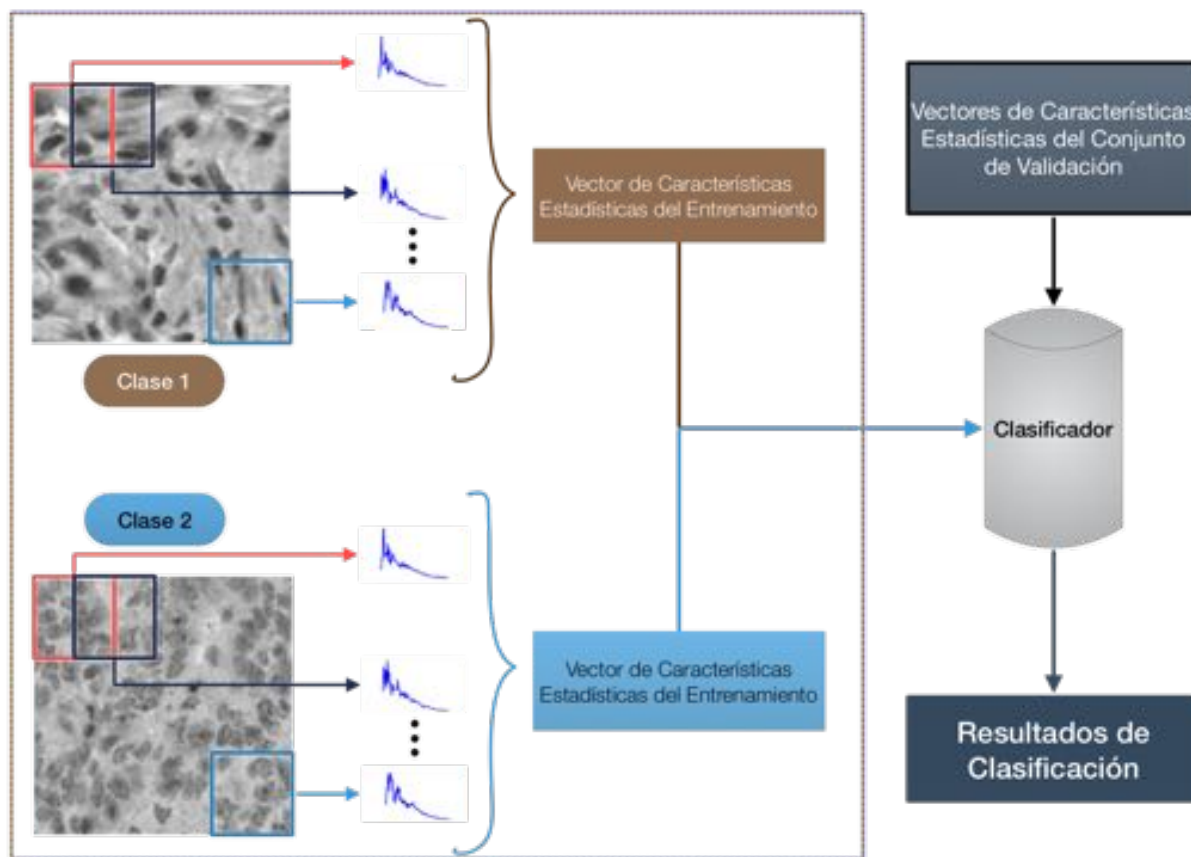 Clase 1
Vector de Características
Estadísticas del Entrenamiento
Clase 2
Vector de Características
Estadísticas del Entrenamiento
Vectores de Características
Estadísticas del Conjunto
de Validación
Clasificador
Resultados de
Clasificación